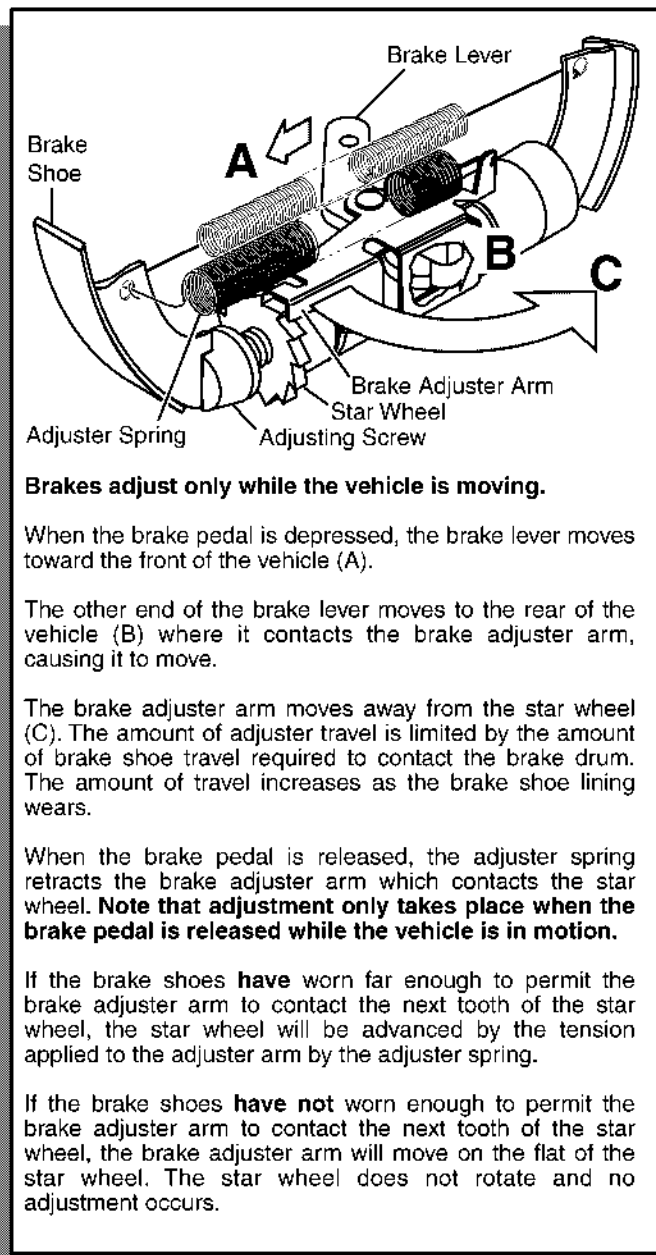 Brake Lever
A
Brake
Shoe
B
C
Brake Adjuster Arm
Star Wheel
Adjuster Spring
Adjusting Screw
Brakes adjust only while the vehicle is moving.
When the brake pedal is depressed, the brake lever moves
toward the front of the vehicle (A).
The other end of the brake lever moves to the rear of the
vehicle (B) where it contacts the brake adjuster arm,
causing it to move.
The brake adjuster arm moves away from the star wheel
(C). The amount of adjuster travel is limited by the amount
of brake shoe travel required to contact the brake drum.
The amount of travel increases as the brake shoe lining
wears.
When the brake pedal is released, the adjuster spring
retracts the brake adjuster arm which contacts the star
wheel. Note that adjustment only takes place when the
brake pedal is released while the vehicle is in motion.
If the brake shoes have worn far enough to permit the
brake adjuster arm to contact the next tooth of the star
wheel, the star wheel will be advanced by the tension
applied to the adjuster arm by the adjuster spring.
If the brake shoes have not worn enough to permit the
brake adjuster arm to contact the next tooth of the star
wheel, the brake adjuster arm will move on the flat of the
star wheel. The star wheel does not rotate and no
adjustment occurs.